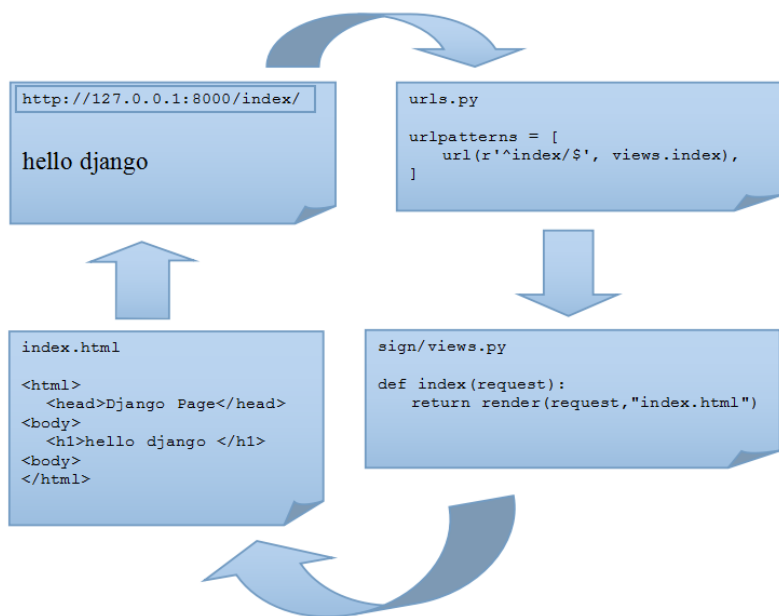 http://127.0.0.1:8000/index/
hello django
urls.py
urlpatterns = [
url(r'^index/$', views.index),
]
sign/views.py
def index(request):
return render(request,"index.html")
index.html
<html>
<head>Django Page</head>
<body>
<h1>hello django </h1>
<body>
</html>